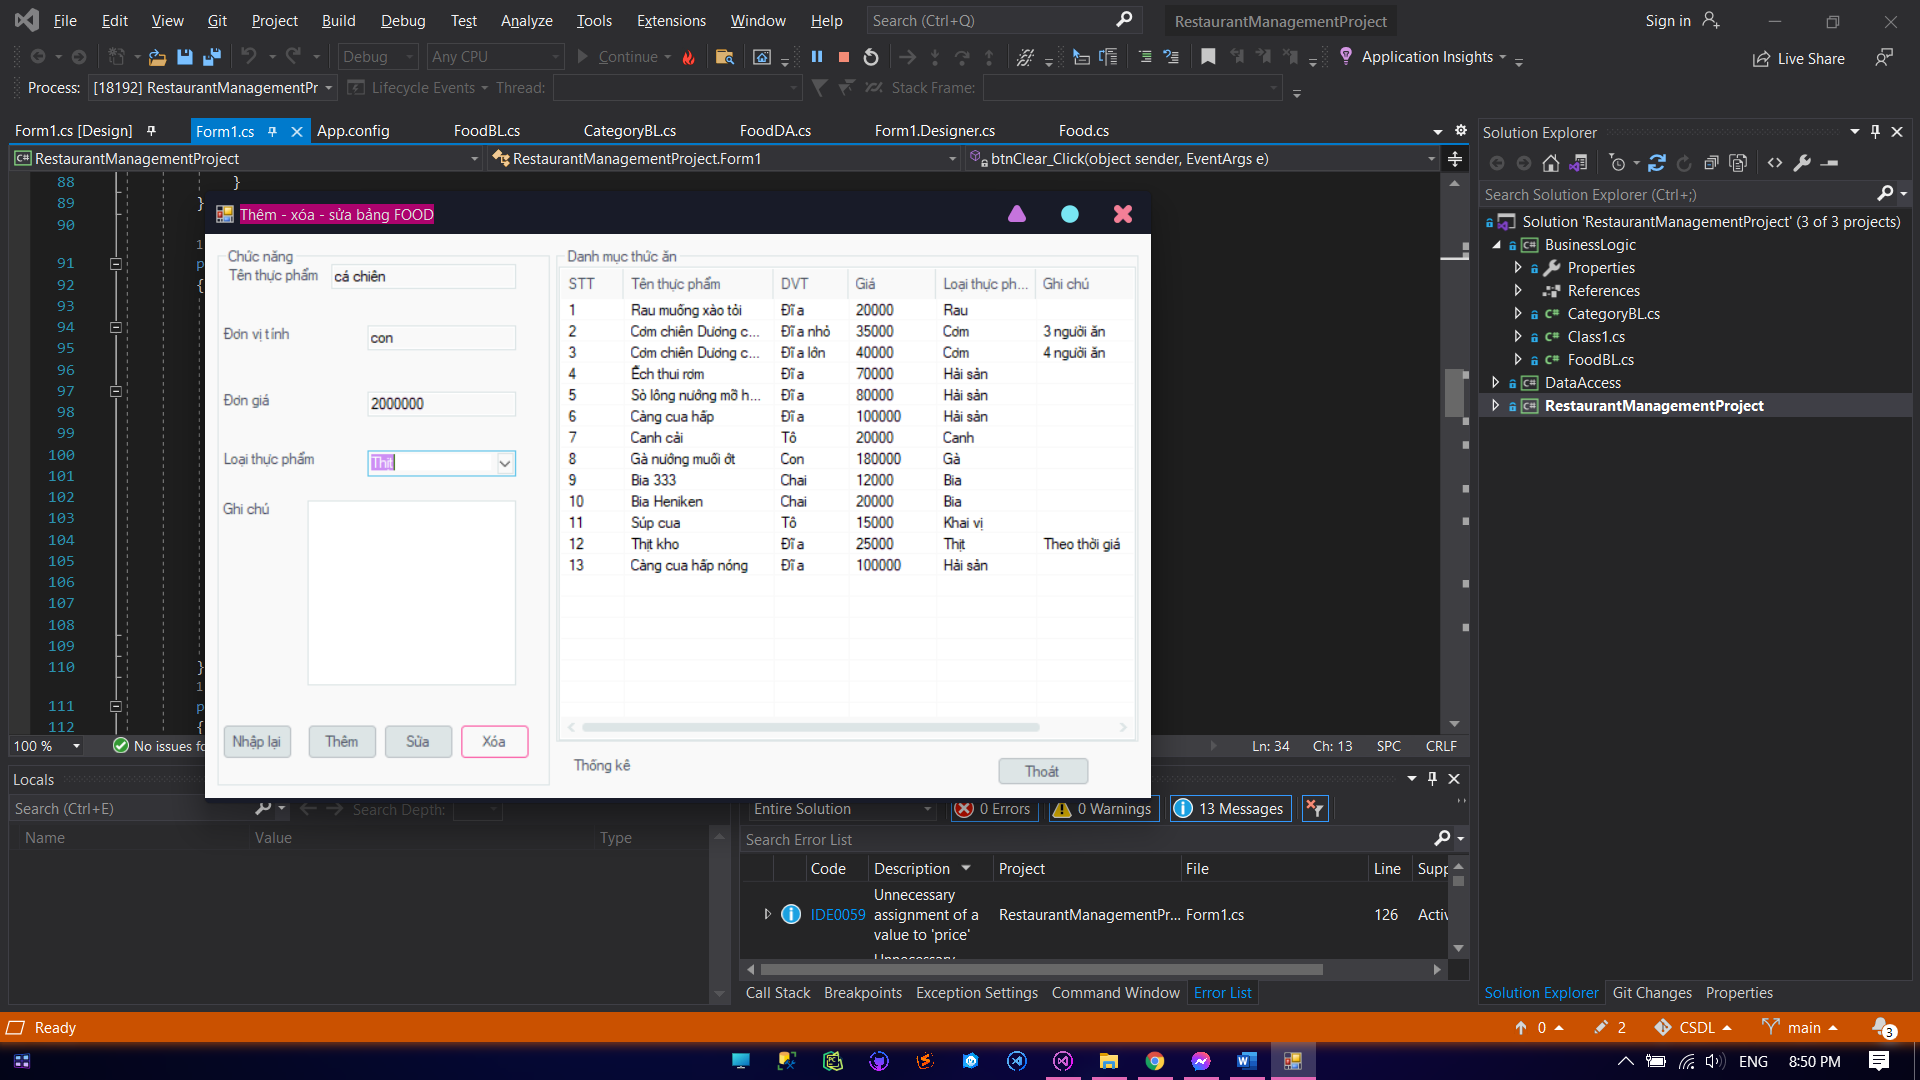 File Edit View Git Project Build Debug Test Analyze Tools Extensions Window Help Search (Ctrl+Q) RestaurantManagementProject Sign in
Debug Any CPU Continue Application Insights Live Share
Process: [18192] RestaurantManagementPr Lifecycle Events Thread: Stack Frame:
Form1.cs [Design] Form1.cs App.config FoodBL.cs CategoryBL.cs FoodDA.cs Form1.Designer.cs Food.cs
RestaurantManagementProject RestaurantManagementProject.Form1 btnClear_Click(object sender, EventArgs e)
88 }
89 }
90
1
91 p
92 {
93
94
95
96
97
98
99
100
101
102
103
104
105
106
107
108
109
110 }
1
111 p
112 {
Thêm - xóa - sửa bảng FOOD
Chức năng
Tên thực phẩm cá chiên
Đơn vị tính con
Đơn giá 2000000
Loại thực phẩm Thịt
Ghi chú
Nhập lại Thêm Sửa Xóa
Danh mục thức ăn
STT Tên thực phẩm DVT Giá Loại thực ph... Ghi chú
1 Rau muống xào tỏi Đĩa 20000 Rau
2 Cơm chiên Dương c... Đĩa nhỏ 35000 Cơm 3 người ăn
3 Cơm chiên Dương c... Đĩa lớn 40000 Cơm 4 người ăn
4 Ếch thui rơm Đĩa 70000 Hải sản
5 Sò lông nướng mỡ h... Đĩa 80000 Hải sản
6 Càng cua hấp Đĩa 100000 Hải sản
7 Canh cải Tô 20000 Canh
8 Gà nướng muối ớt Con 180000 Gà
9 Bia 333 Chai 12000 Bia
10 Bia Heniken Chai 20000 Bia
11 Súp cua Tô 15000 Khai vị
12 Thịt kho Đĩa 25000 Thịt Theo thời giá
13 Càng cua hấp nóng Đĩa 100000 Hải sản
Thống kê Thoát
100 % No issues fo Ln: 34 Ch: 13 SPC CRLF
Locals
Search (Ctrl+E) Search Depth:
Name Value Type
Entire Solution 0 Errors 0 Warnings 13 Messages
Search Error List
Code Description Project File Line Supp
IDE0059 Unnecessary assignment of a value to 'price' RestaurantManagementPr... Form1.cs 126 Activ
Unnecessary
Call Stack Breakpoints Exception Settings Command Window Error List
Solution Explorer
Search Solution Explorer (Ctrl+;)
Solution 'RestaurantManagementProject' (3 of 3 projects)
BusinessLogic
Properties
References
CategoryBL.cs
Class1.cs
FoodBL.cs
DataAccess
RestaurantManagementProject
Solution Explorer Git Changes Properties
Ready 0 2 CSDL main 3
ENG 8:50 PM